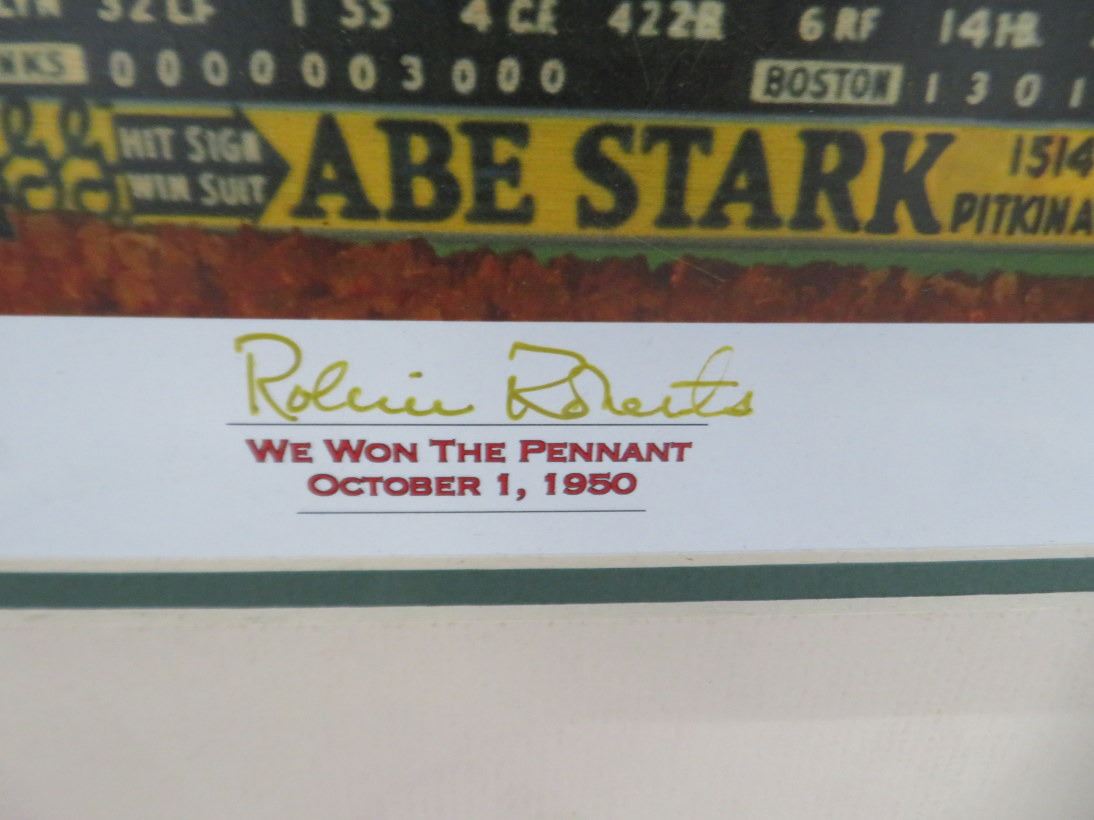 32 LF 1 SS 4 CF 42 2B 6 RF 14
NKS 0 0 0 0 0 0 3 0 0 0 BOSTON 1 3 0 1
HIT SIGN WIN SUIT ABE STARK 1514 PITKIN A
Robin Roberts
WE WON THE PENNANT
OCTOBER 1, 1950